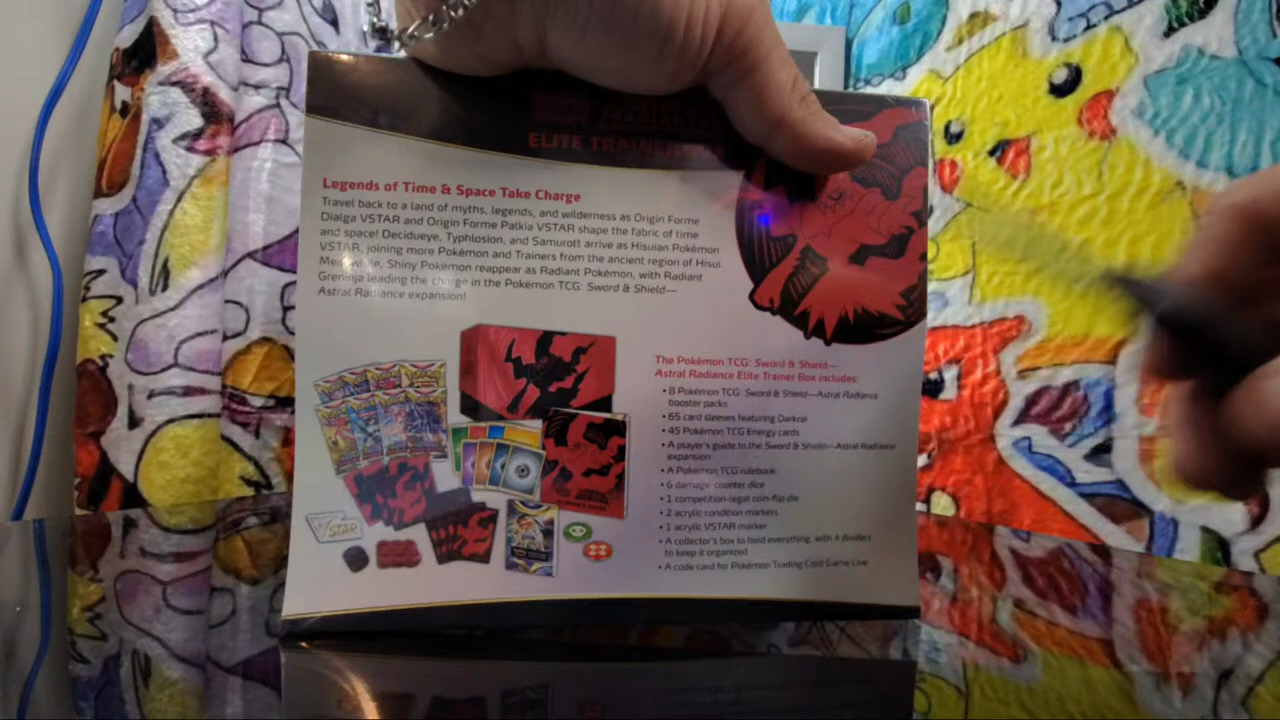 ELITE TRAINER
Legends of Time & Space Take Charge
Travel back to a land of myths, legends, and wilderness as Origin Forme
Dialga VSTAR and Origin Forme Palkia VSTAR shape the fabric of time
and space! Decidueye, Typhlosion, and Samurott arrive as Hisuian Pokémon
VSTAR, joining more Pokémon and Trainers from the ancient region of Hisui.
Meanwhile, Shiny Pokémon reappear as Radiant Pokémon, with Radiant
Greninja leading the charge in the Pokémon TCG: Sword & Shield—
Astral Radiance expansion!
The Pokémon TCG: Sword & Shield—
Astral Radiance Elite Trainer Box includes:
• 8 Pokémon TCG: Sword & Shield—Astral Radiance
booster packs
• 65 card sleeves featuring Darkrai
• 45 Pokémon TCG Energy cards
• A player's guide to the Sword & Shield—Astral Radiance
expansion
• A Pokémon TCG rulebook
• 6 damage-counter dice
• 1 competition-legal coin-flip die
• 2 acrylic condition markers
• 1 acrylic VSTAR marker
• A collector's box to hold everything, with 4 dividers
to keep it organized
• A code card for Pokémon Trading Card Game Live
VSTAR